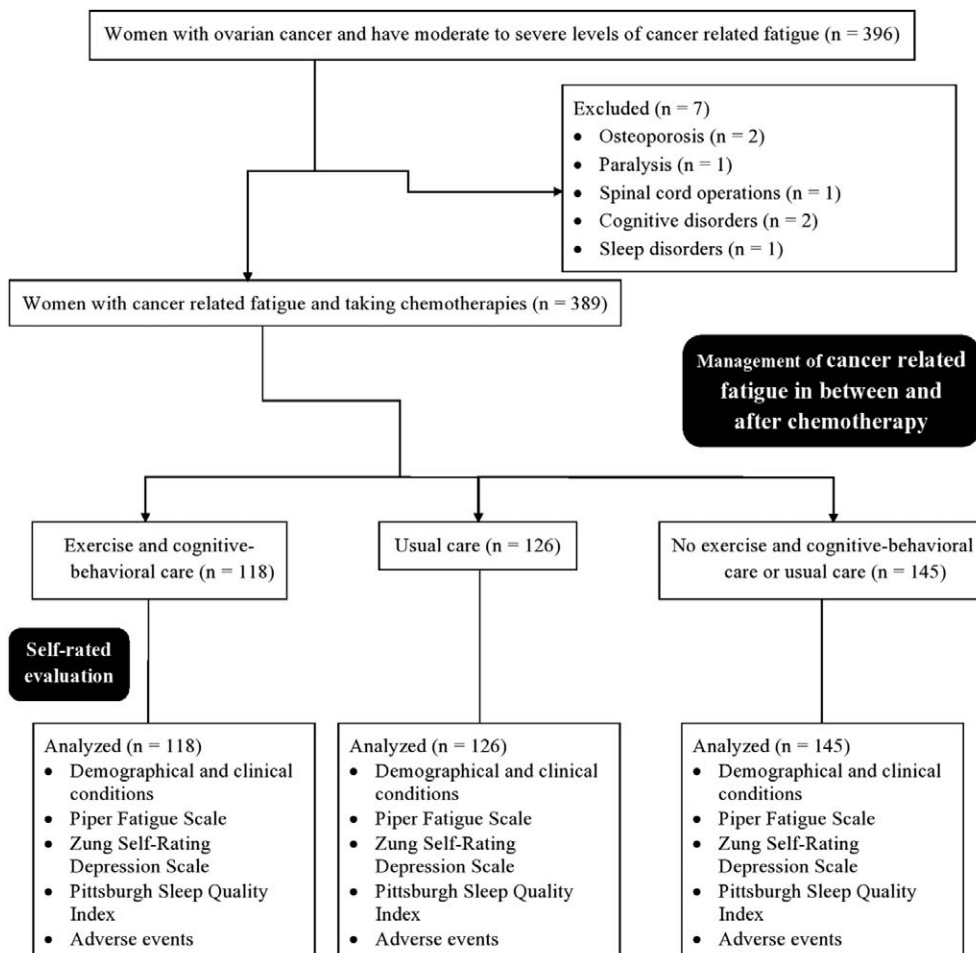 Women with ovarian cancer and have moderate to severe levels of cancer related fatigue (n = 396)
Excluded (n = 7)
• Osteoporosis (n = 2)
• Paralysis (n = 1)
• Spinal cord operations (n = 1)
• Cognitive disorders (n = 2)
• Sleep disorders (n = 1)
Women with cancer related fatigue and taking chemotherapies (n = 389)
Management of cancer related
fatigue in between and
after chemotherapy
Exercise and cognitive-
behavioral care (n = 118)
Usual care (n = 126)
No exercise and cognitive-behavioral
care or usual care (n = 145)
Self-rated
evaluation
Analyzed (n = 118)
• Demographical and clinical
conditions
• Piper Fatigue Scale
• Zung Self-Rating
Depression Scale
• Pittsburgh Sleep Quality
Index
• Adverse events
Analyzed (n = 126)
• Demographical and clinical
conditions
• Piper Fatigue Scale
• Zung Self-Rating
Depression Scale
• Pittsburgh Sleep Quality
Index
• Adverse events
Analyzed (n = 145)
• Demographical and clinical
conditions
• Piper Fatigue Scale
• Zung Self-Rating
Depression Scale
• Pittsburgh Sleep Quality
Index
• Adverse events